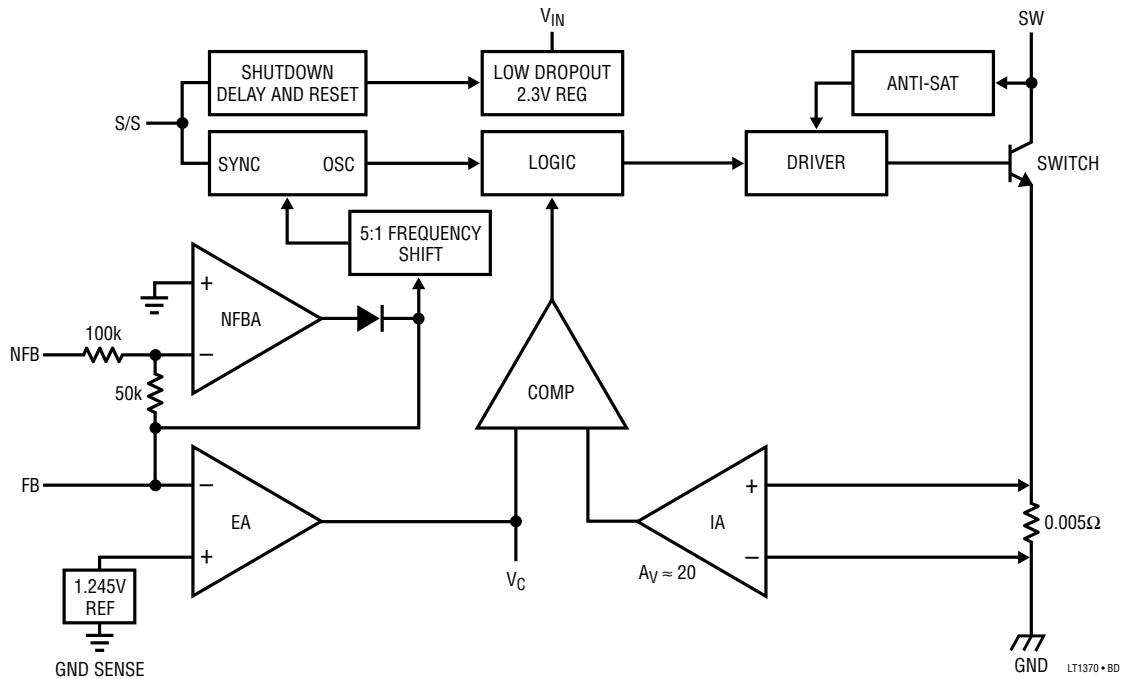 V_IN
SW
SHUTDOWN
DELAY AND RESET
LOW DROPOUT
2.3V REG
ANTI-SAT
S/S
SYNC
OSC
LOGIC
DRIVER
SWITCH
5:1 FREQUENCY
SHIFT
+
NFBA
100k
NFB
–
50k
COMP
FB
–
EA
+
+
IA
–
0.005Ω
A_V ≈ 20
1.245V
REF
V_C
GND SENSE
GND
LT1370 • BD